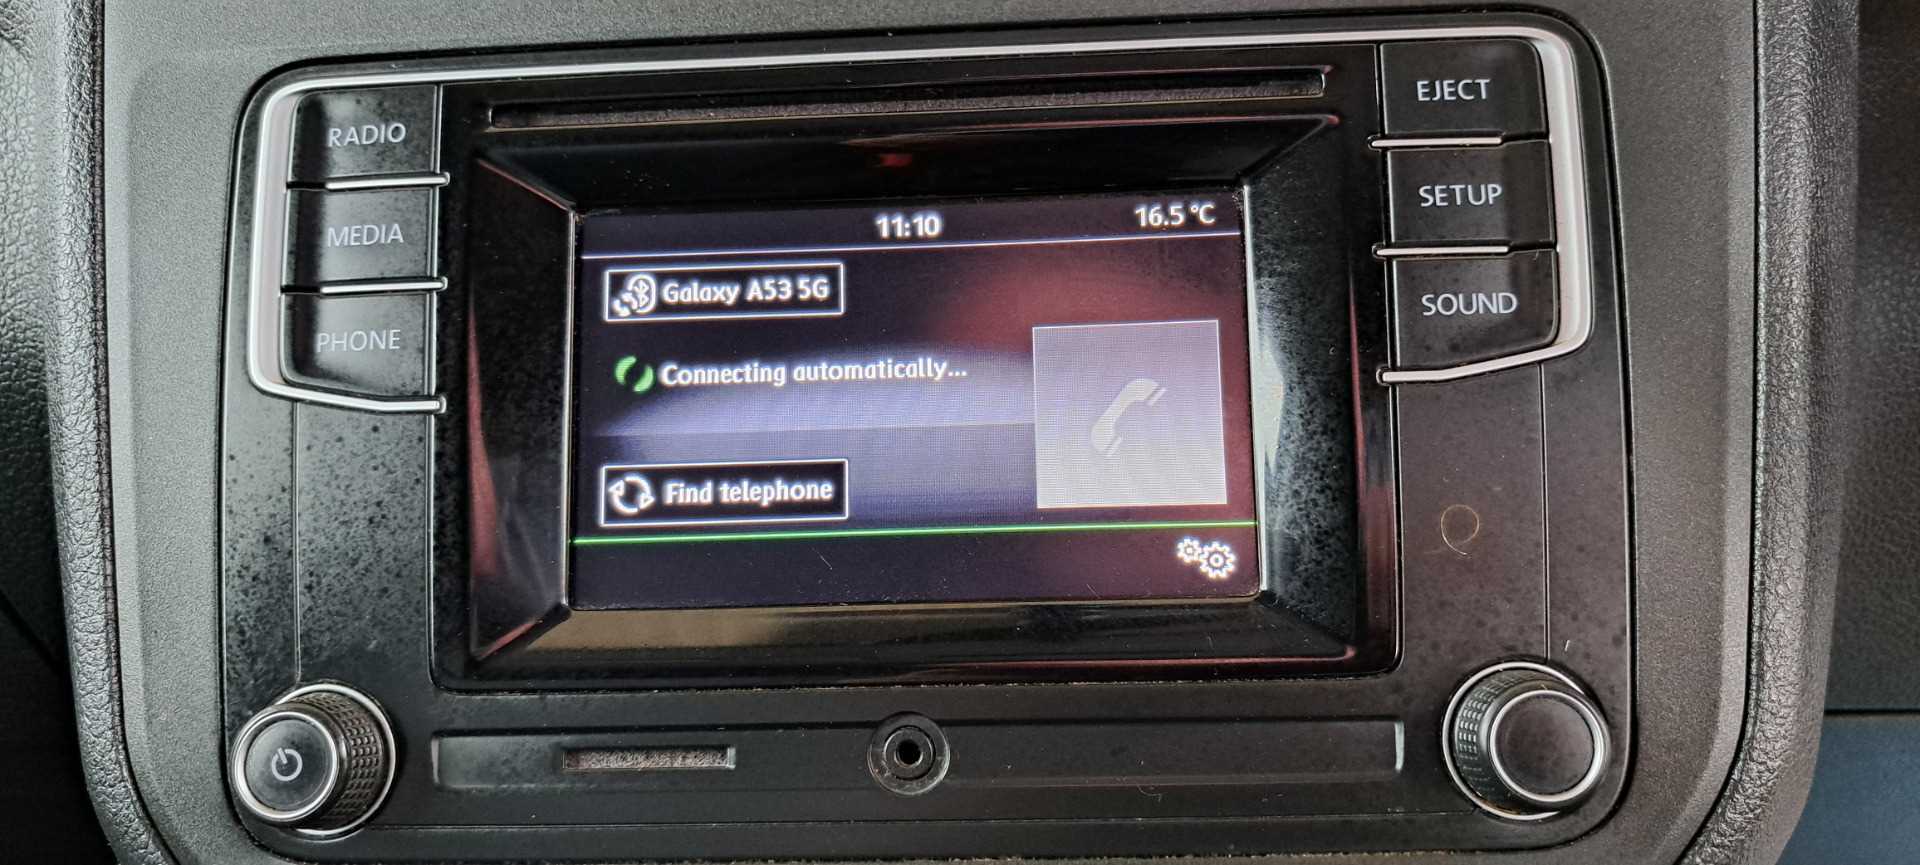 RADIO
MEDIA
PHONE
EJECT
SETUP
SOUND
11:10
16.5 °C
Galaxy A53 5G
Connecting automatically...
Find telephone